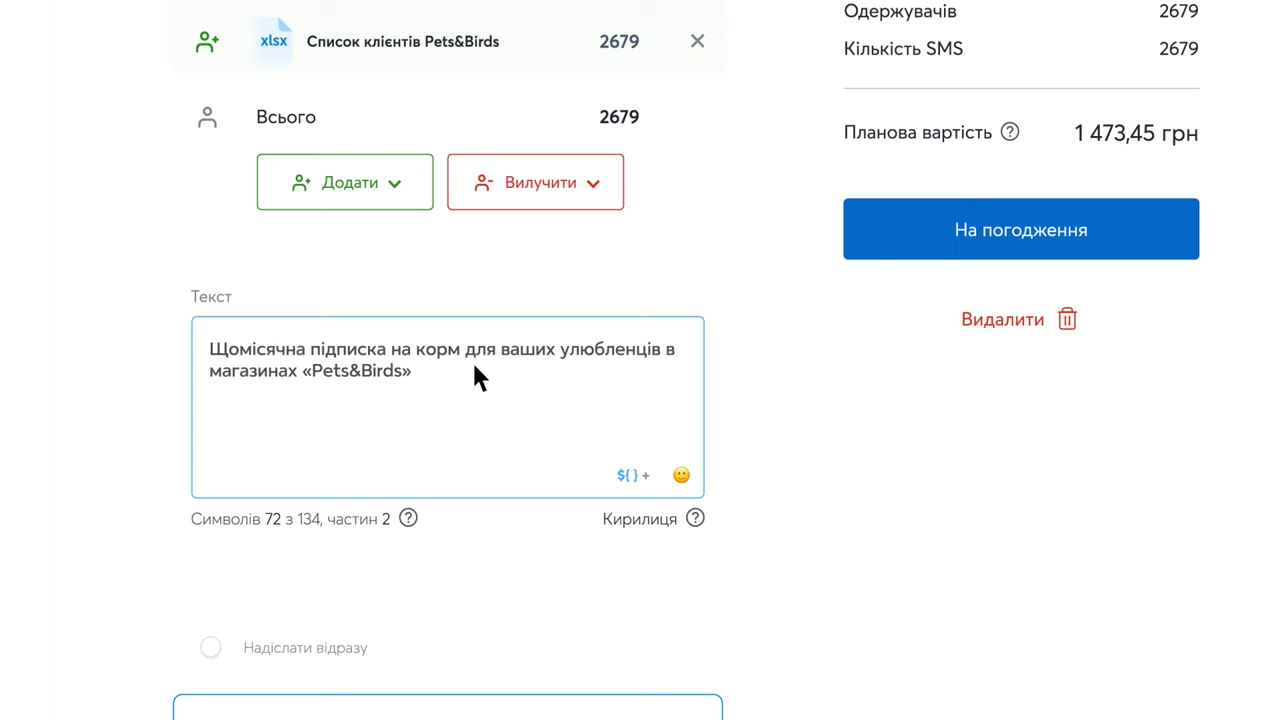 xlsx Список клієнтів Pets&Birds 2679
Всього 2679
Додати Вилучити
Текст
Щомісячна підписка на корм для ваших улюбленців в
магазинах «Pets&Birds»
${ } +
Символів 72 з 134, частин 2 ? Кирилиця ?
Надіслати відразу
Одержувачів 2679
Кількість SMS 2679
Планова вартість ? 1 473,45 грн
На погодження
Видалити